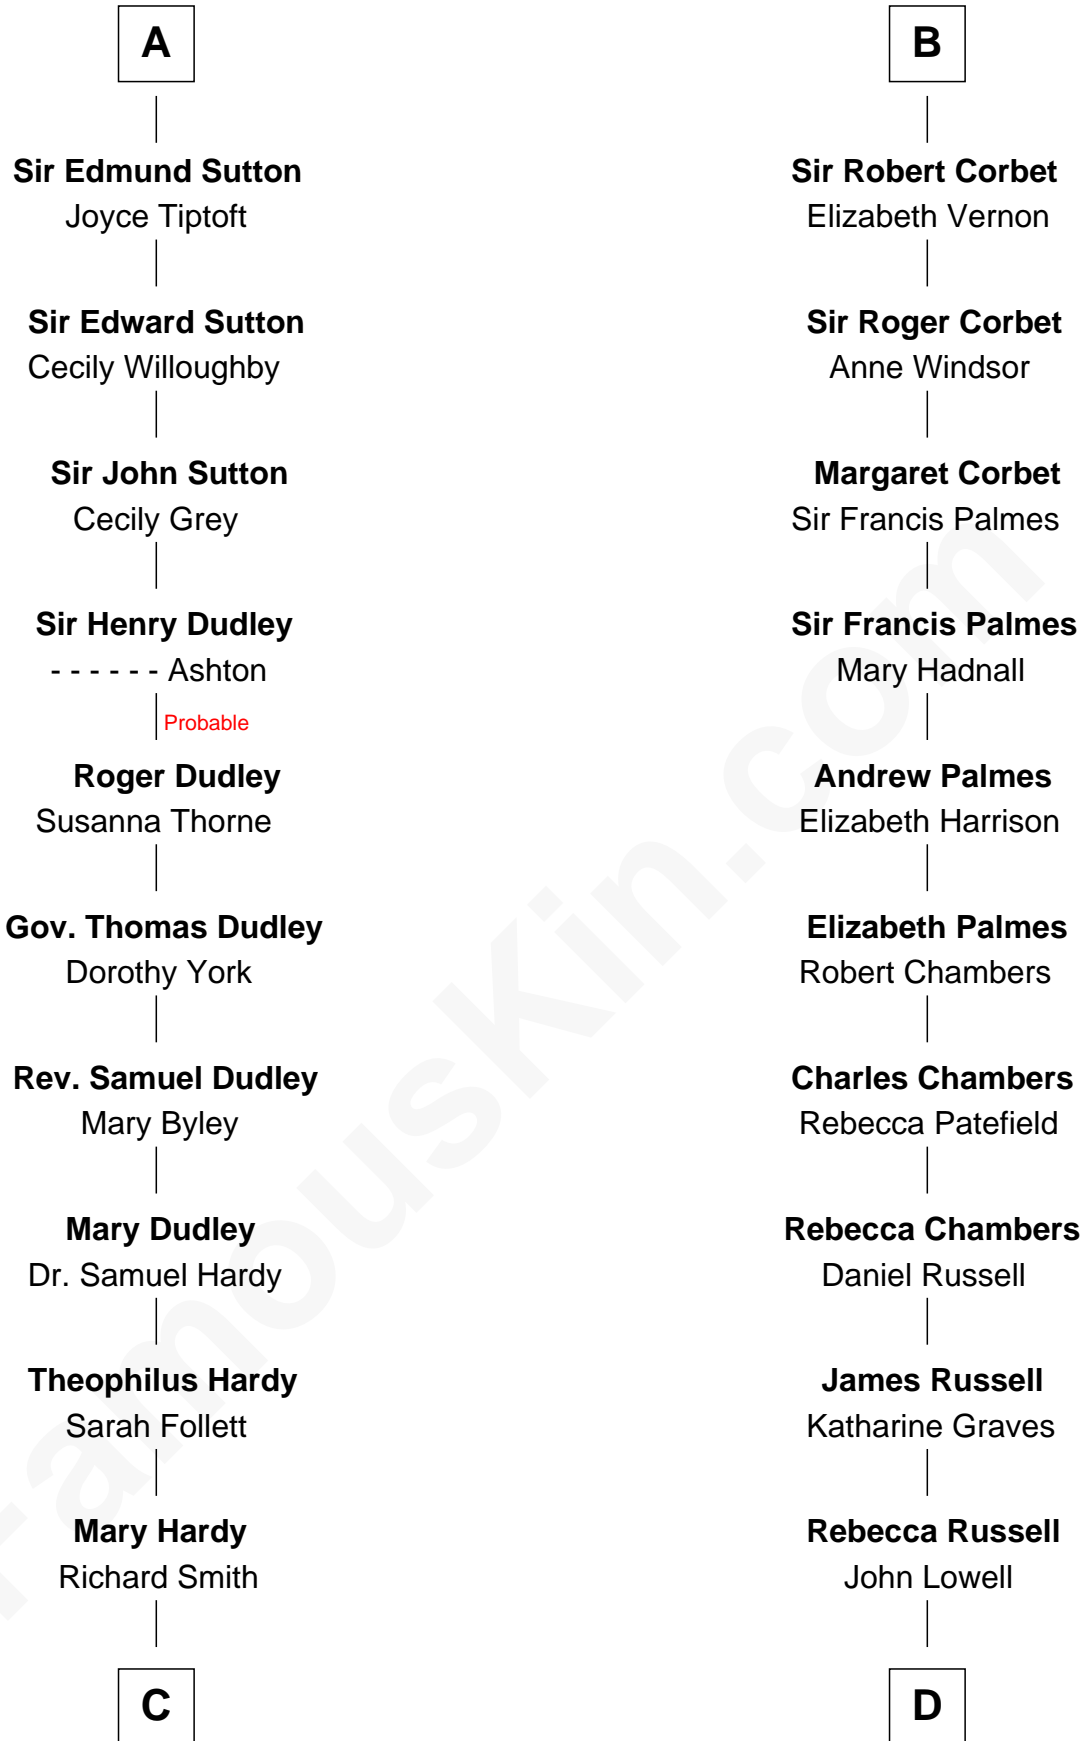 A
Sir Edmund Sutton
Joyce Tiptoft
Sir Edward Sutton
Cecily Willoughby
Sir John Sutton
Cecily Grey
Sir Henry Dudley
- - - - - - Ashton
Probable
Roger Dudley
Susanna Thorne
Gov. Thomas Dudley
Dorothy York
Rev. Samuel Dudley
Mary Byley
Mary Dudley
Dr. Samuel Hardy
Theophilus Hardy
Sarah Follett
Mary Hardy
Richard Smith
C
B
Sir Robert Corbet
Elizabeth Vernon
Sir Roger Corbet
Anne Windsor
Margaret Corbet
Sir Francis Palmes
Sir Francis Palmes
Mary Hadnall
Andrew Palmes
Elizabeth Harrison
Elizabeth Palmes
Robert Chambers
Charles Chambers
Rebecca Patefield
Rebecca Chambers
Daniel Russell
James Russell
Katharine Graves
Rebecca Russell
John Lowell
D
FamousKin.com